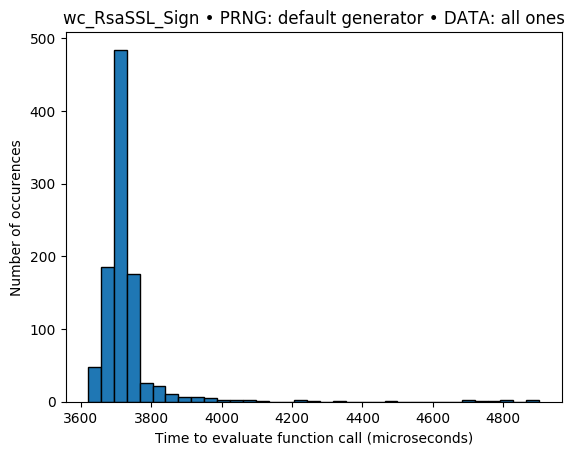 wc_RsaSSL_Sign • PRNG: default generator • DATA: all ones
500
400
300
200
100
0
Number of occurences
3600 3800 4000 4200 4400 4600 4800
Time to evaluate function call (microseconds)